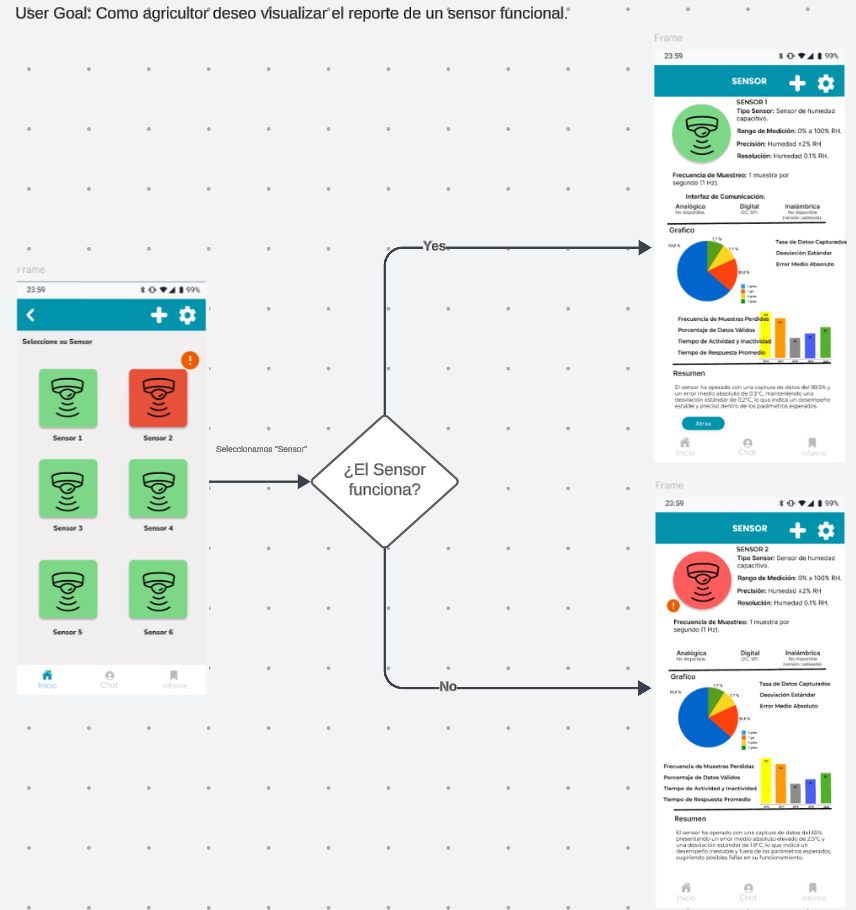 User Goal: Como agricultor deseo visualizar el reporte de un sensor funcional.
Frame
23:59
99%
Seleccione su Sensor
!
Sensor 1
Sensor 2
Sensor 3
Sensor 4
Sensor 5
Sensor 6
Inicio
Chat
Informe
Seleccionamos "Sensor"
¿El Sensor
funciona?
Yes
No
Frame
23:59
99%
SENSOR
SENSOR 1
Tipo Sensor: Sensor de humedad
capacitivo.
Rango de Medición: 0% a 100% RH.
Precisión: Humedad ±2% RH
Resolución: Humedad 0.1% RH.
Frecuencia de Muestreo: 1 muestra por
segundo (1 Hz).
Interfaz de Comunicación:
Analógica
Digital
Inalámbrica
No disponible.
I2C, SPI.
No disponible
(versión cableada).
Grafico
7,7 %
7,7 %
Tasa de Datos Capturados
Desviación Estándar
Error Medio Absoluto
Frecuencia de Muestras Perdidas
Porcentaje de Datos Válidos
Tiempo de Actividad y Inactividad
Tiempo de Respuesta Promedio
Resumen
El sensor ha operado con una captura de datos del 98.5% y
un error medio absoluto de 0.3°C, manteniendo una
desviación estándar de 0.2°C, lo que indica un desempeño
estable y preciso dentro de los parámetros esperados.
Atras
Inicio
Chat
Informe
Frame
23:59
99%
SENSOR
SENSOR 2
Tipo Sensor: Sensor de humedad
capacitivo.
Rango de Medición: 0% a 100% RH.
Precisión: Humedad ±2% RH
Resolución: Humedad 0.1% RH.
!
Frecuencia de Muestreo: 1 muestra por
segundo (1 Hz).
Analógica
Digital
Inalámbrica
No disponible.
I2C, SPI.
No disponible
(versión cableada).
Grafico
7,7 %
7,7 %
Tasa de Datos Capturados
Desviación Estándar
Error Medio Absoluto
Frecuencia de Muestras Perdidas
Porcentaje de Datos Válidos
Tiempo de Actividad y Inactividad
Tiempo de Respuesta Promedio
Resumen
El sensor ha operado con una captura de datos del 65%,
presentando un error medio absoluto elevado de 2.5°C y
una desviación estándar de 1.8°C, lo que indica un
desempeño inestable y fuera de los parámetros esperados,
sugiriendo posibles fallas en su funcionamiento.
Inicio
Chat
Informe